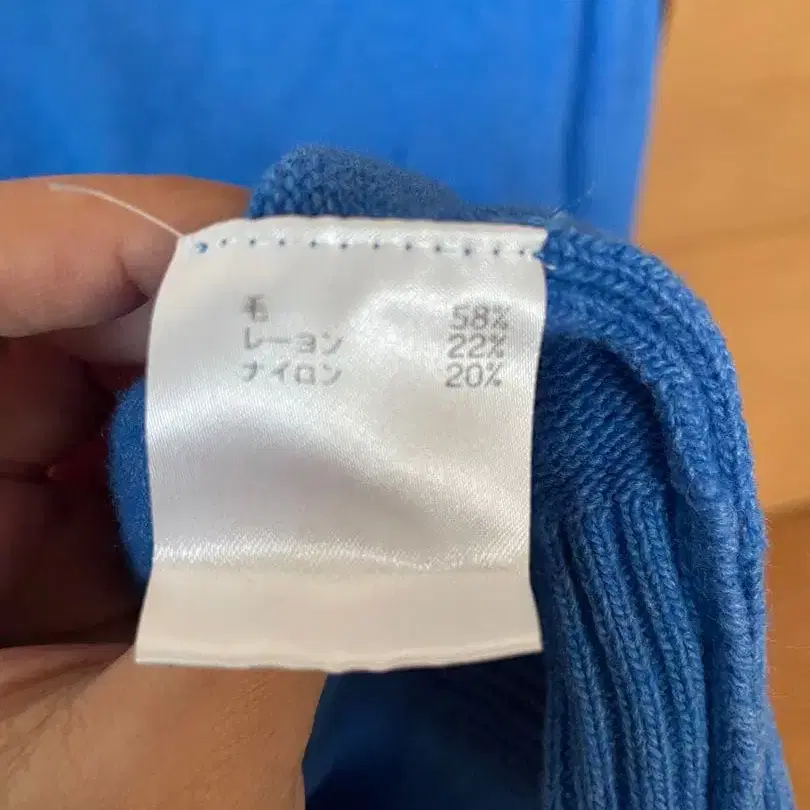 毛 58%
レーヨン 22%
ナイロン 20%